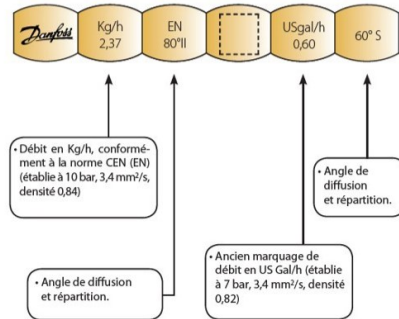 Danfoss
Kg/h
2,37
EN
80°II
USgal/h
0,60
60° S
• Débit en Kg/h, conformé-
ment à la norme CEN (EN)
(établie à 10 bar, 3,4 mm²/s,
densité 0,84)
• Angle de
diffusion
et répartition.
• Angle de diffusion
et répartition.
• Ancien marquage de
débit en US Gal/h (établie
à 7 bar, 3,4 mm²/s, densité
0,82)